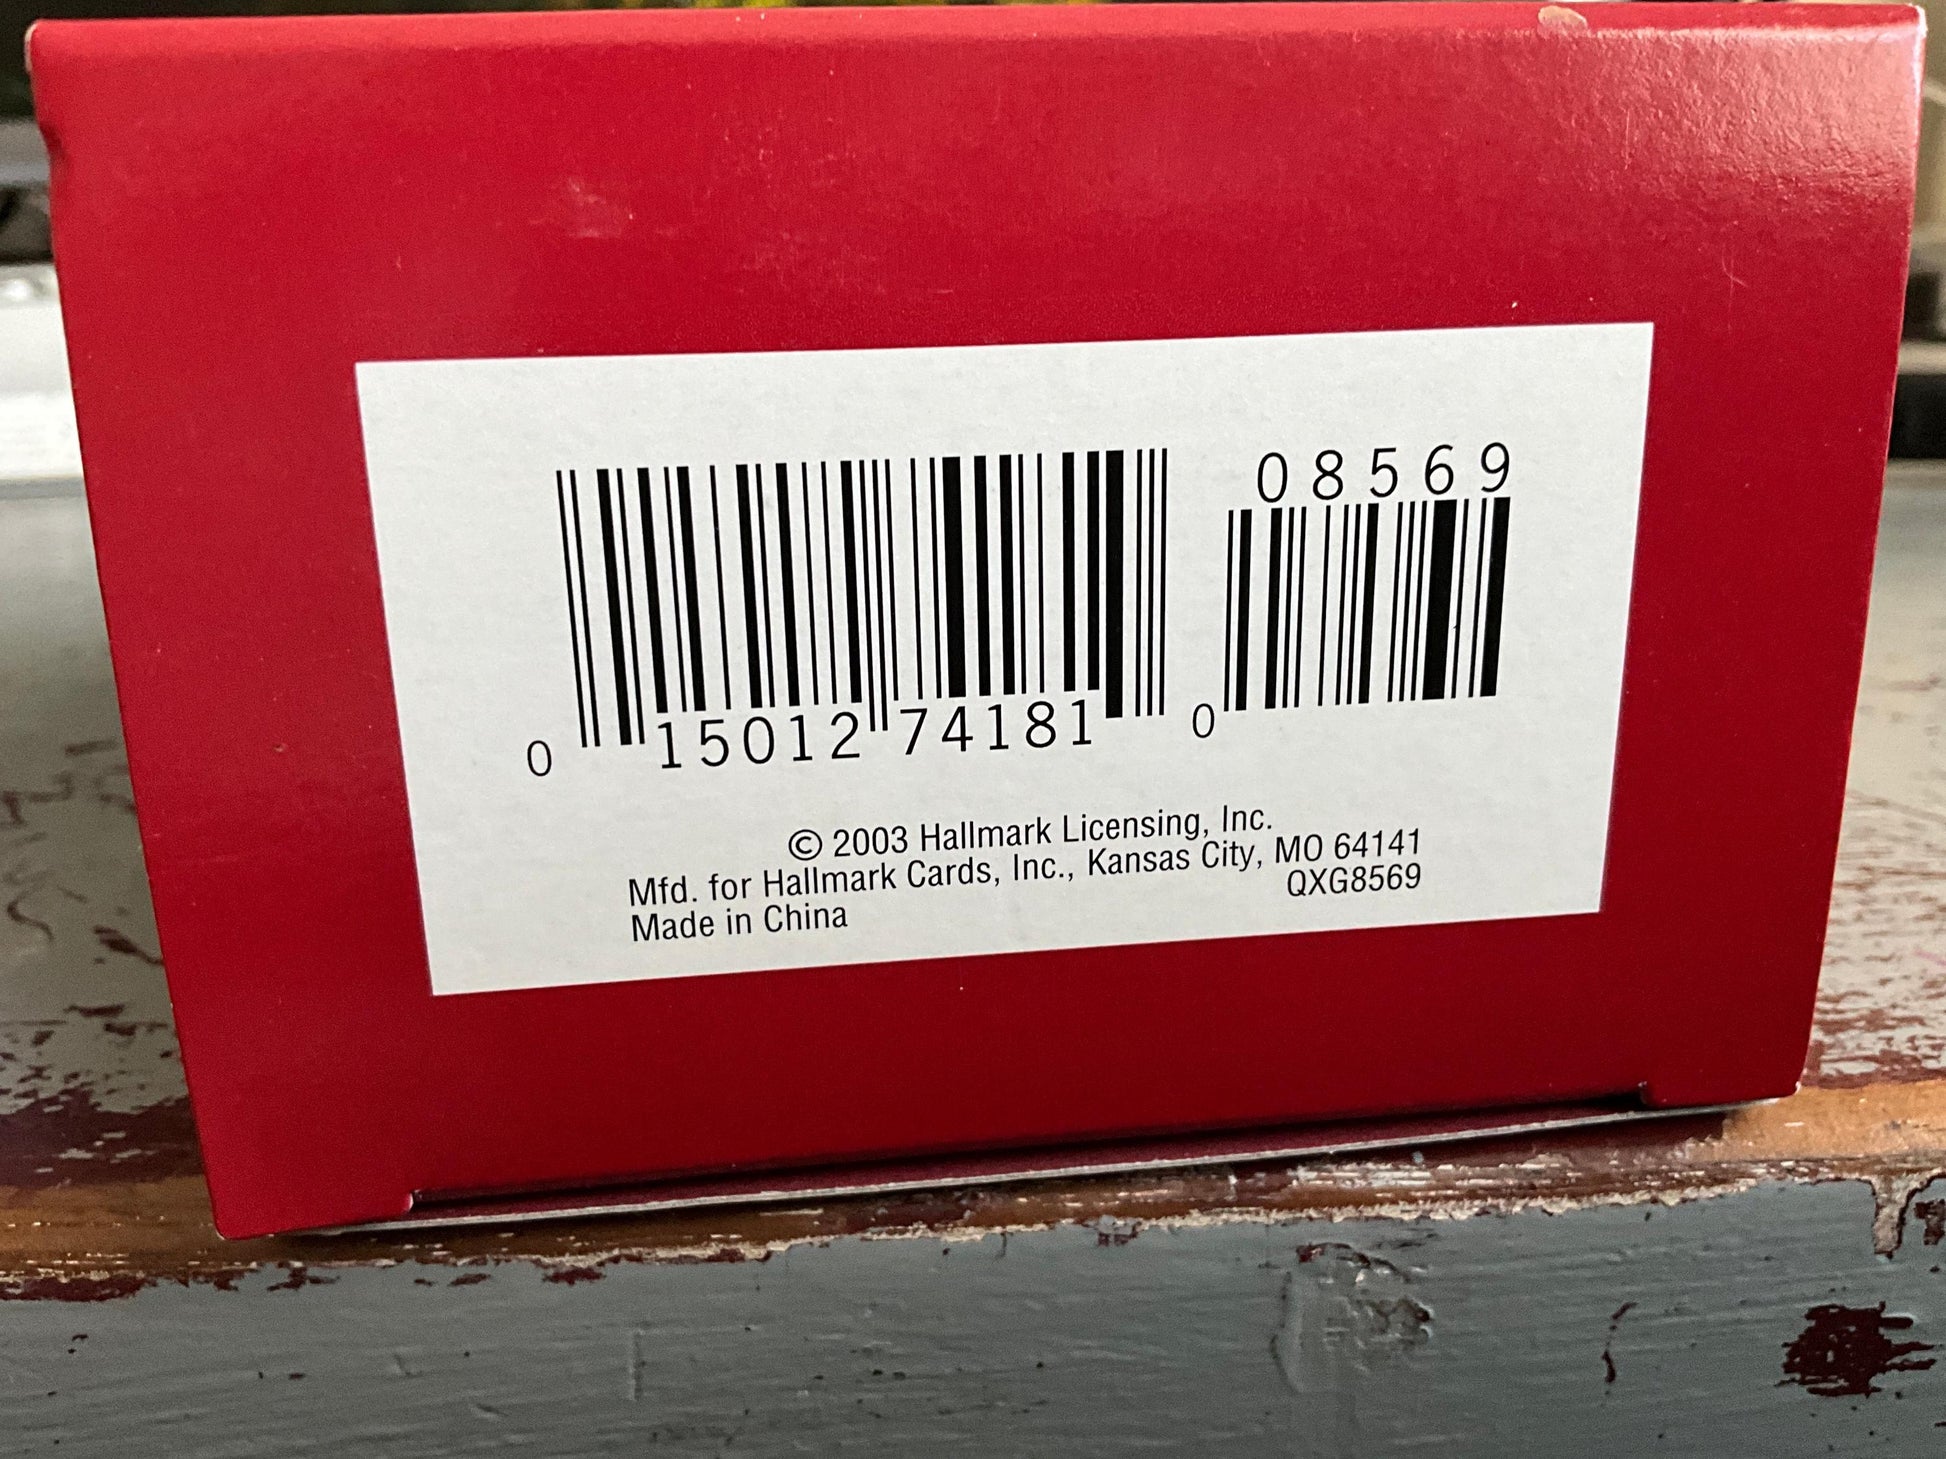 08569
0 15012 74181 0
© 2003 Hallmark Licensing, Inc.
Mfd. for Hallmark Cards, Inc., Kansas City, MO 64141
Made in China QXG8569